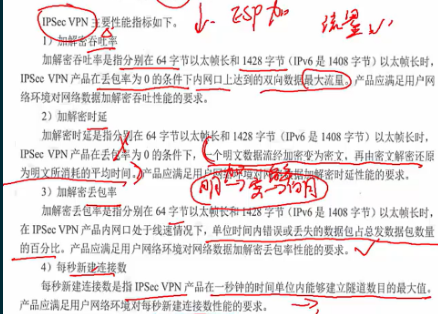 ESP加
流量
IPSec VPN 主要性能指标如下。
1）加解密吞吐率
加解密吞吐率是指分别在 64 字节以太帧长和 1428 字节（IPv6 是 1408 字节）以太帧长时，
IPSec VPN 产品在丢包率为 0 的条件下内网口上达到的双向数据最大流量。产品应满足用户网
络环境对网络数据加解密吞吐性能的要求。
2）加解密时延
加解密时延是指分别在 64 字节以太帧长和 1428 字节（IPv6 是 1408 字节）以太帧长时，
IPSec VPN 产品在丢包率为 0 的条件下，一个明文数据流经加密变为密文，再由密文解密还原
为明文所消耗的平均时间。产品应满足用户网络环境对网络数据加解密时延性能的要求。
3）加解密丢包率
加解密丢包率是指分别在 64 字节以太帧长和 1428 字节（IPv6 是 1408 字节）以太帧长时，
在 IPSec VPN 产品内网口处于线速情况下，单位时间内错误或丢失的数据包占总发数据包数量
的百分比。产品应满足用户网络环境对网络数据加解密丢包率性能的要求。
4）每秒新建连接数
每秒新建连接数是指 IPSec VPN 产品在一秒钟的时间单位内能够建立隧道数目的最大值。
产品应满足用户网络环境对每秒新建连接数性能的要求。